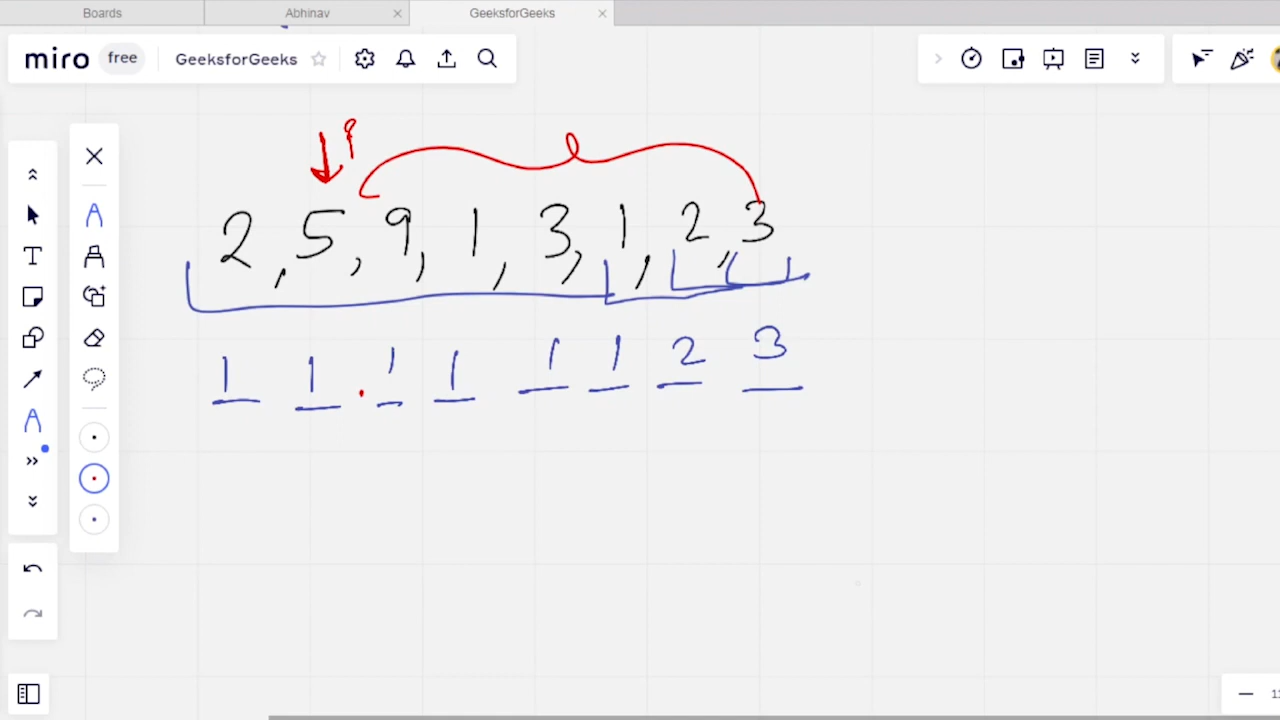 Boards Abhinav GeeksforGeeks
miro free GeeksforGeeks
9
2, 5, 9, 1, 3, 1, 2, 3
1 1 1 1 1 1 2 3
T